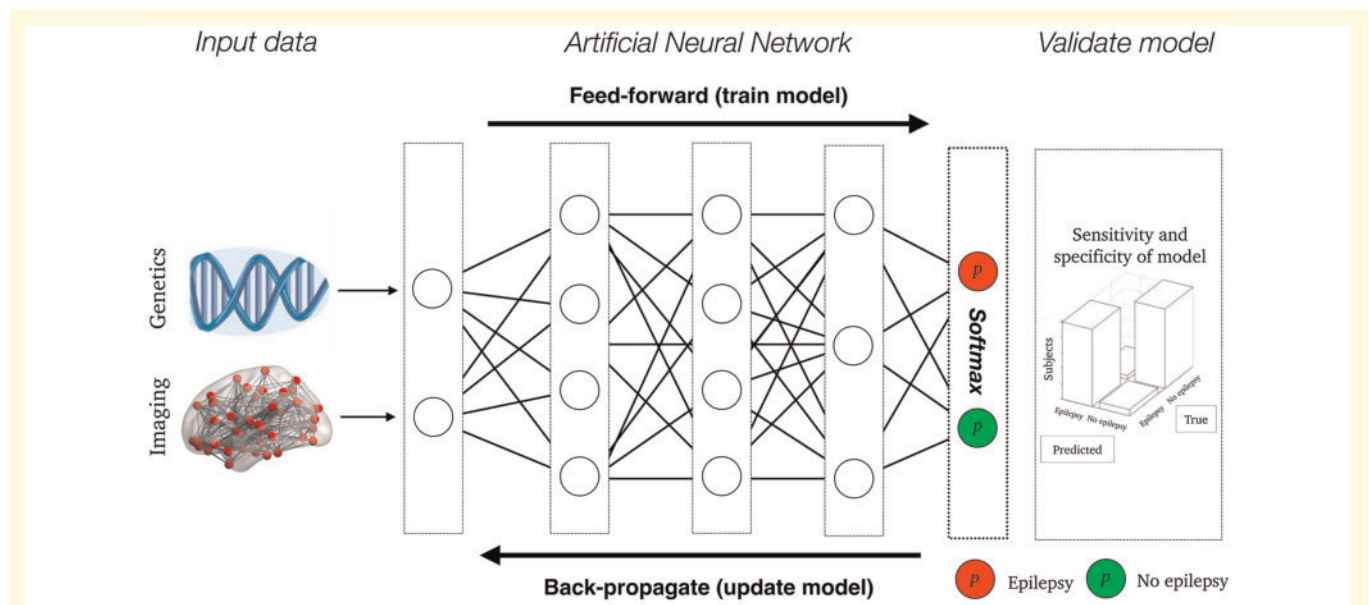 Input data
Artificial Neural Network
Validate model
Feed-forward (train model)
Genetics
Imaging
p
p
Softmax
Sensitivity and
specificity of model
Subjects
Epilepsy
No epilepsy
Epilepsy
No epilepsy
True
Predicted
Back-propagate (update model)
p Epilepsy
p No epilepsy